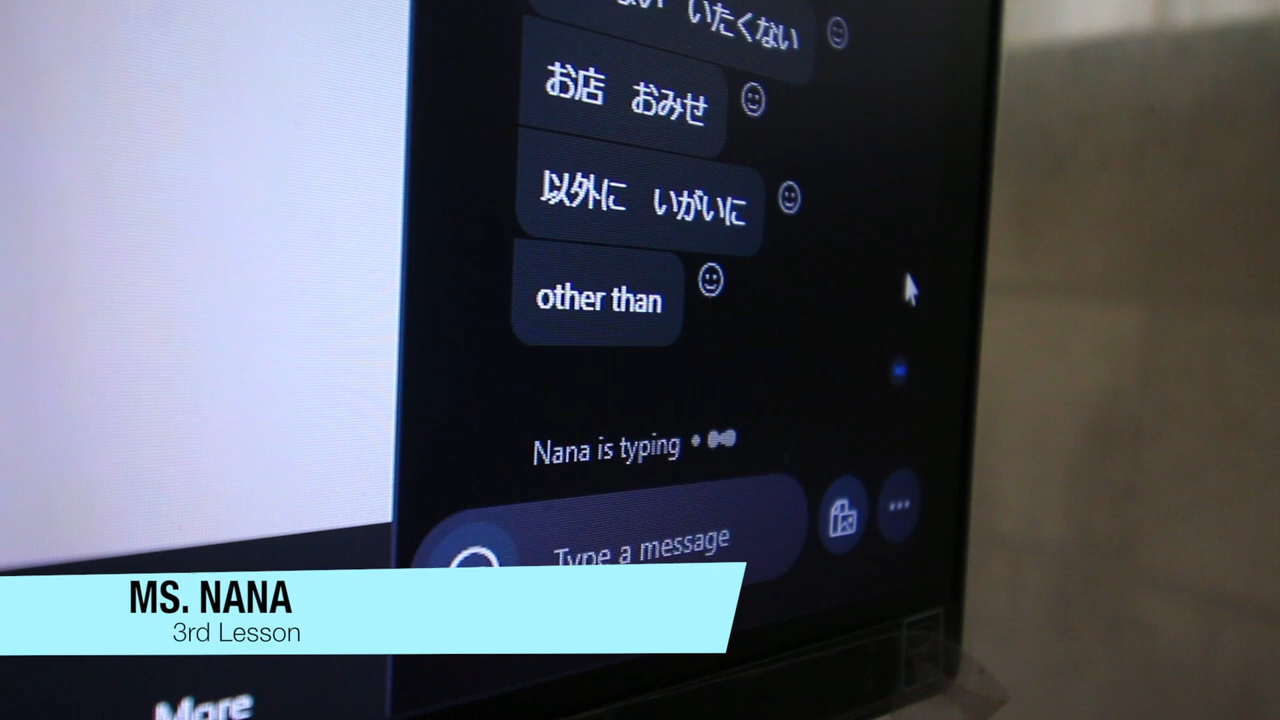 いたくない
お店 おみせ
以外に いがいに
other than
Nana is typing
Type a message
MS. NANA
3rd Lesson
More